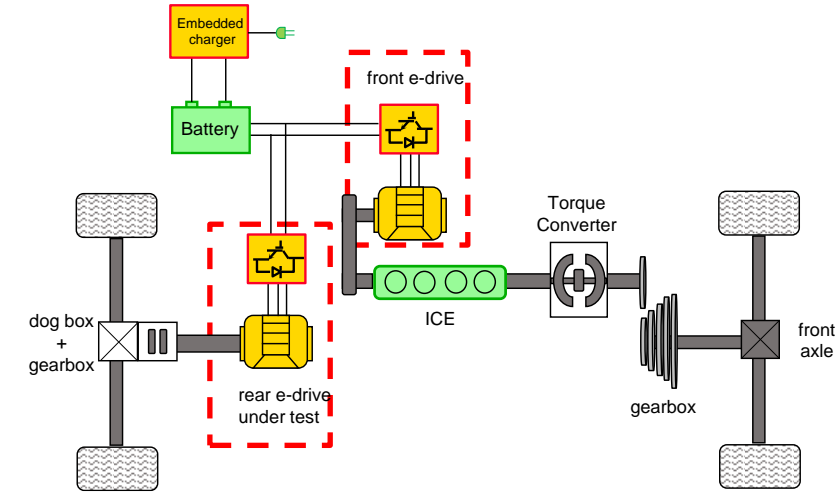 Embedded
charger
front e-drive
Battery
Torque
Converter
ICE
dog box
+
gearbox
front
axle
rear e-drive
under test
gearbox